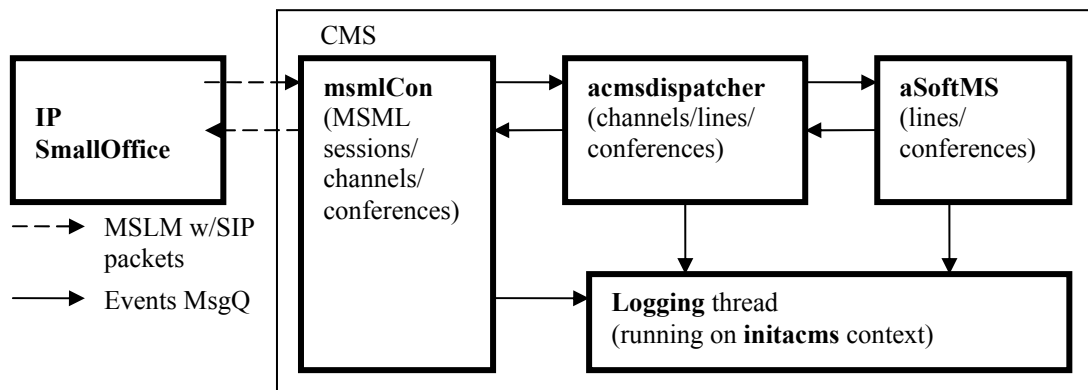 CMS
IP
SmallOffice
msmlCon
(MSML
sessions/
channels/
conferences)
acmsdispatcher
(channels/lines/
conferences)
aSoftMS
(lines/
conferences)
MSLM w/SIP
packets
Events MsgQ
Logging thread
(running on initacms context)